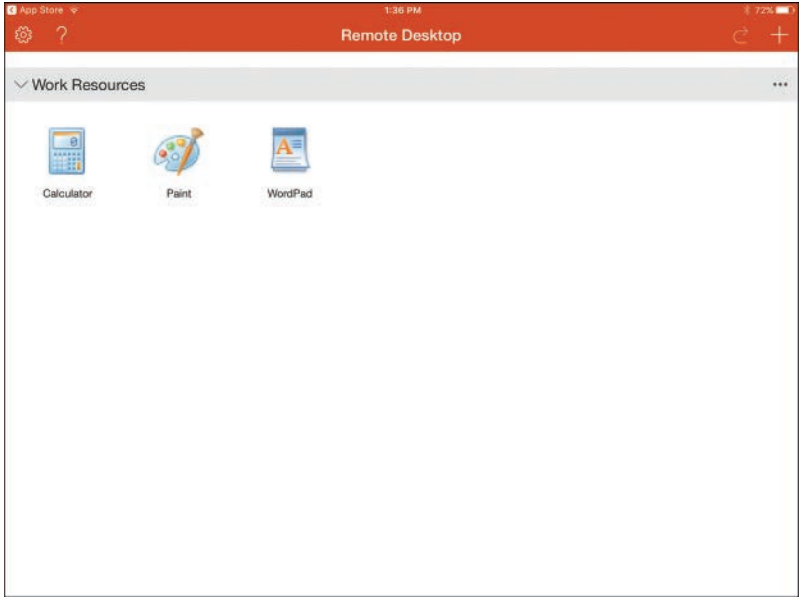 App Store 1:36 PM 72%
? Remote Desktop +
Work Resources •••
Calculator Paint WordPad